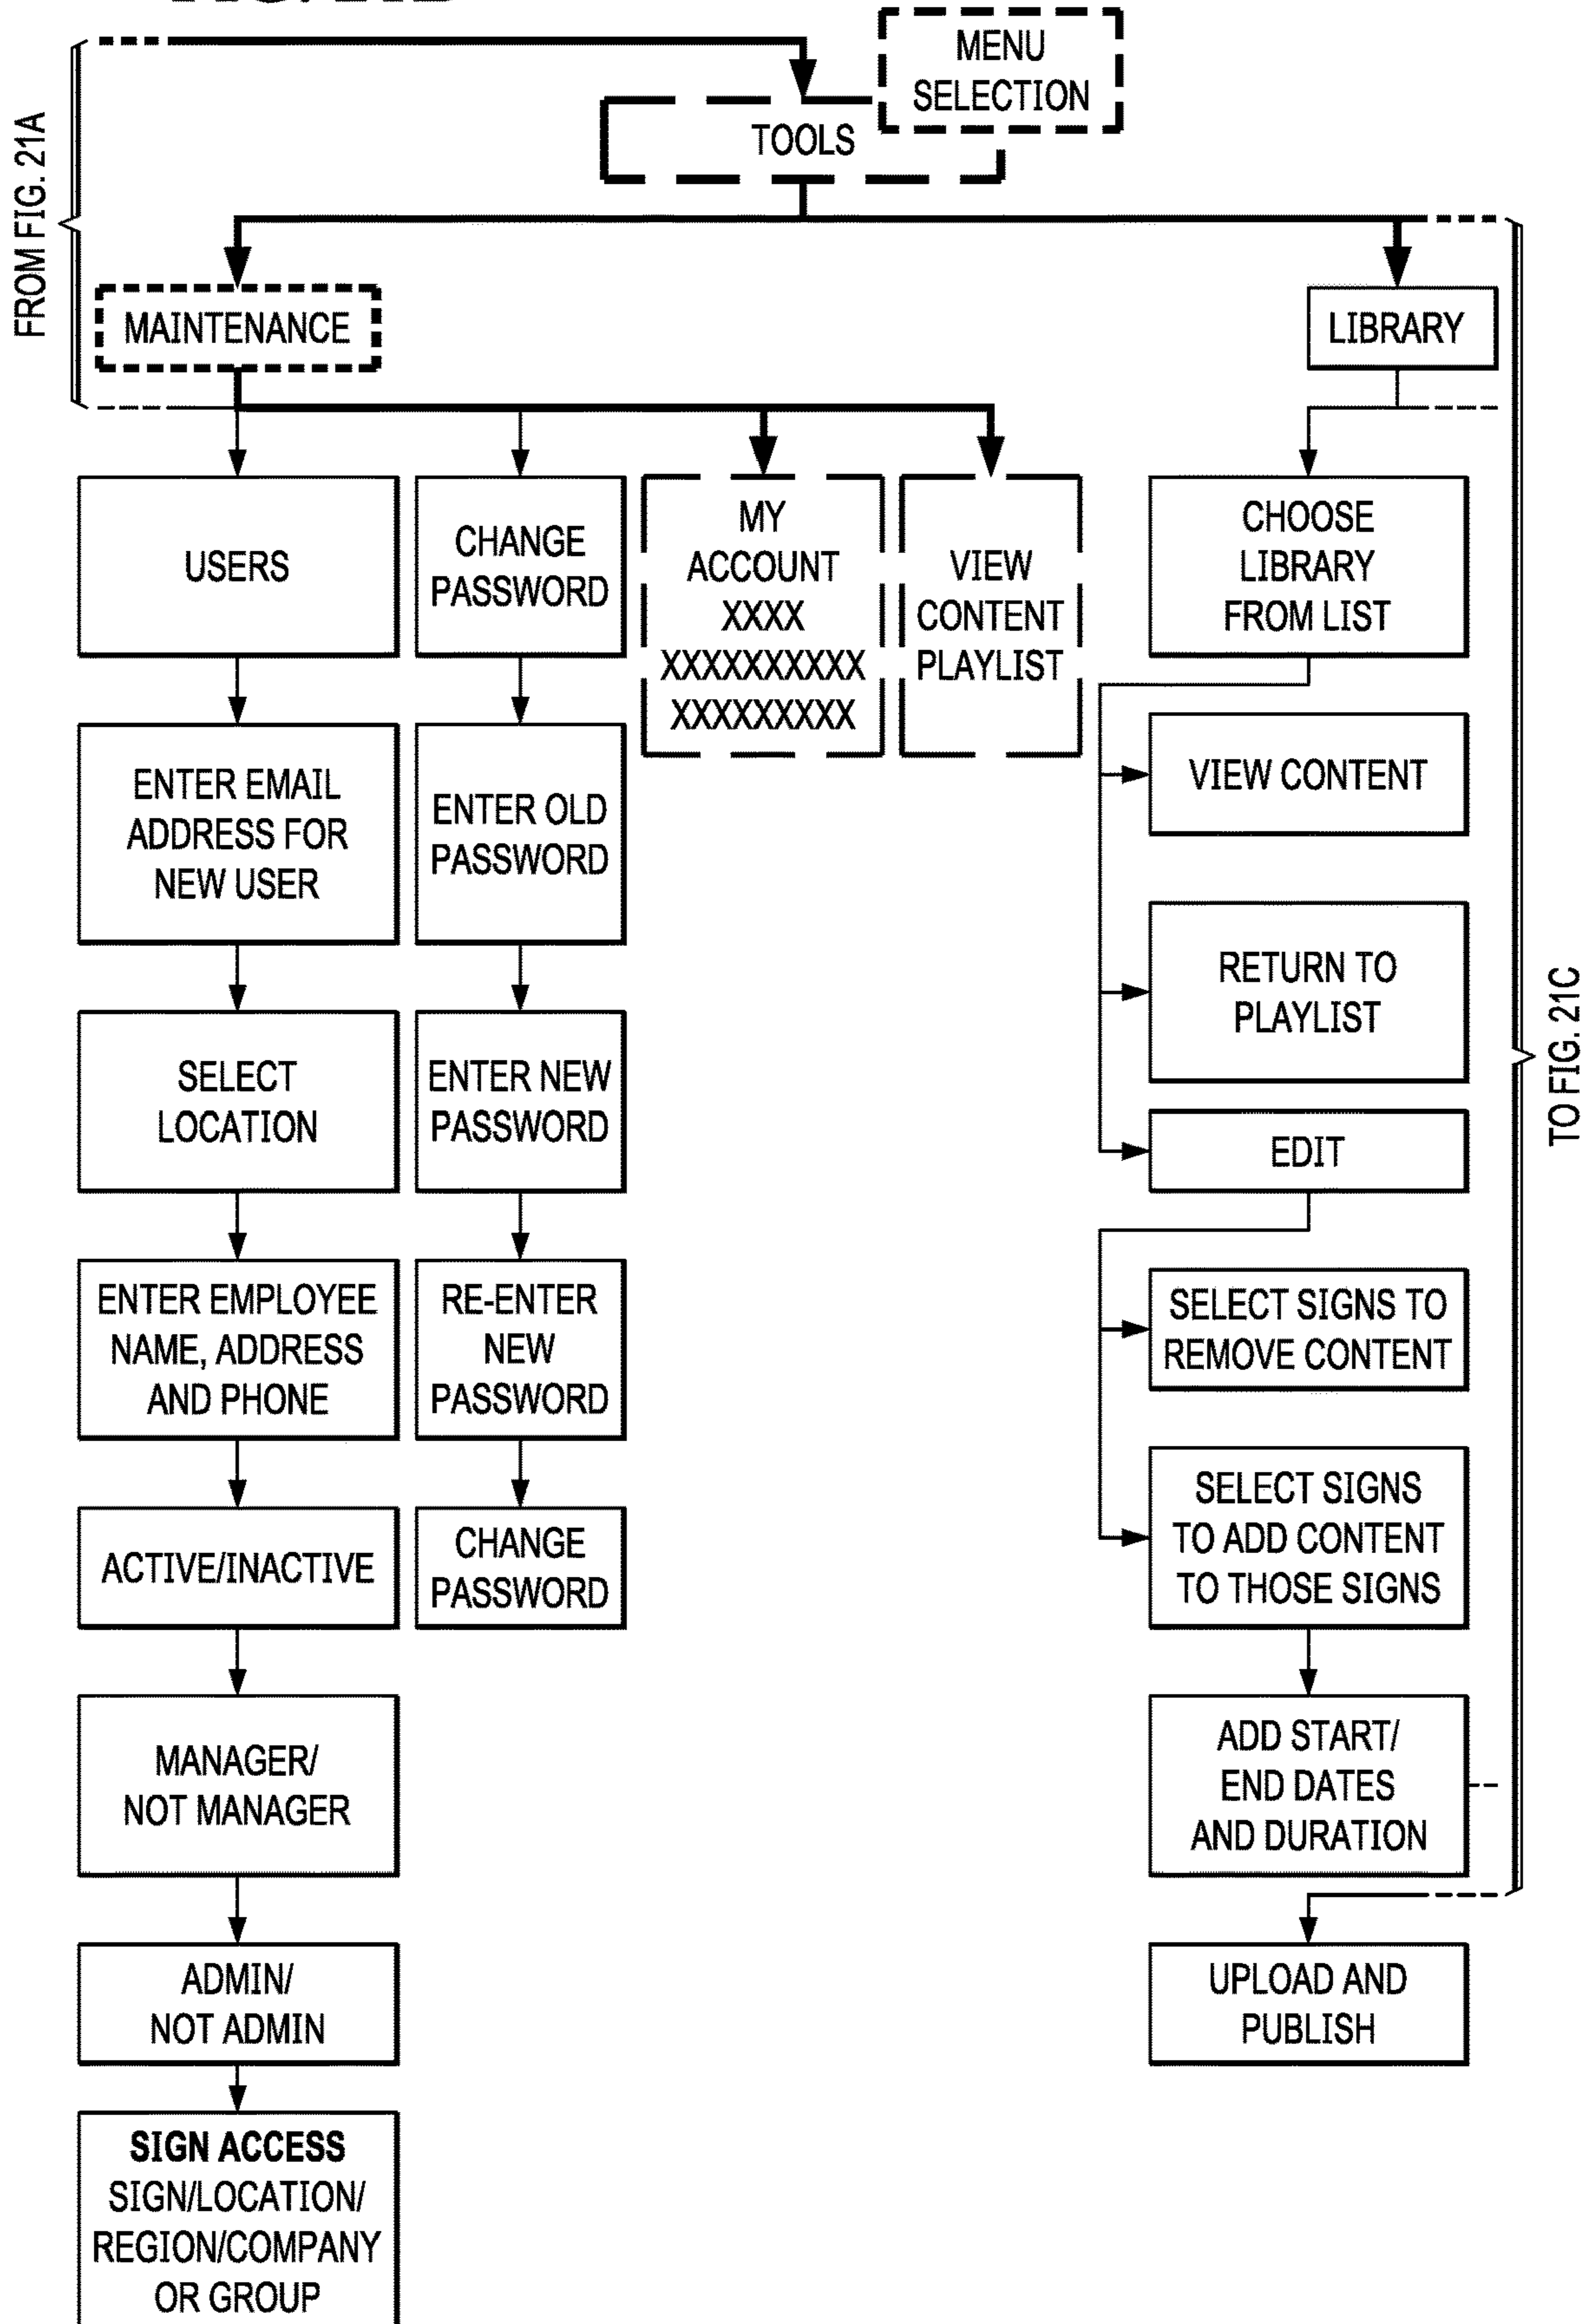 MENU
SELECTION
TOOLS
FROM FIG. 21A
MAINTENANCE
LIBRARY
USERS
ENTER EMAIL
ADDRESS FOR
NEW USER
SELECT
LOCATION
ENTER EMPLOYEE
NAME, ADDRESS
AND PHONE
ACTIVE/INACTIVE
MANAGER/
NOT MANAGER
ADMIN/
NOT ADMIN
SIGN ACCESS
SIGN/LOCATION/
REGION/COMPANY
OR GROUP
CHANGE
PASSWORD
ENTER OLD
PASSWORD
ENTER NEW
PASSWORD
RE-ENTER
NEW
PASSWORD
CHANGE
PASSWORD
MY
ACCOUNT
XXXX
XXXXXXXXXX
XXXXXXXXX
VIEW
CONTENT
PLAYLIST
CHOOSE
LIBRARY
FROM LIST
VIEW CONTENT
RETURN TO
PLAYLIST
EDIT
SELECT SIGNS TO
REMOVE CONTENT
SELECT SIGNS
TO ADD CONTENT
TO THOSE SIGNS
ADD START/
END DATES
AND DURATION
UPLOAD AND
PUBLISH
TO FIG. 21C